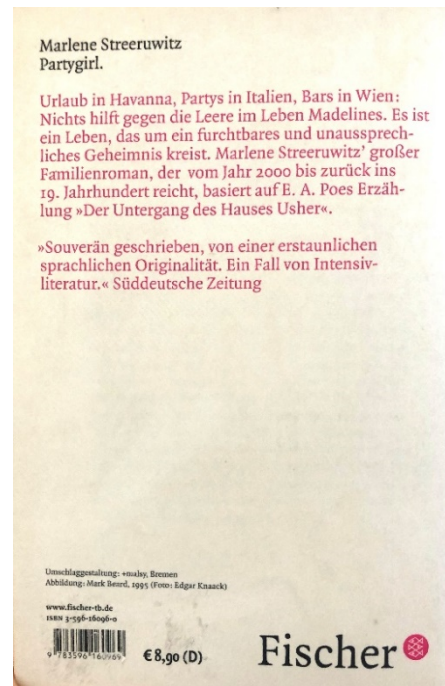 Marlene Streeruwitz
Partygirl.
Urlaub in Havanna, Partys in Italien, Bars in Wien:
Nichts hilft gegen die Leere im Leben Madelines. Es ist
ein Leben, das um ein furchtbares und unaussprech-
liches Geheimnis kreist. Marlene Streeruwitz’ großer
Familienroman, der vom Jahr 2000 bis zurück ins
19. Jahrhundert reicht, basiert auf E. A. Poes Erzäh-
lung »Der Untergang des Hauses Usher«.
»Souverän geschrieben, von einer erstaunlichen
sprachlichen Originalität. Ein Fall von Intensiv-
literatur.« Süddeutsche Zeitung
Umschlaggestaltung: +malsy, Bremen
Abbildung: Mark Beard, 1995 (Foto: Edgar Knaack)
www.fischer-tb.de
ISBN 3-596-16096-0
9 783596 160969
€ 8,90 (D)
Fischer